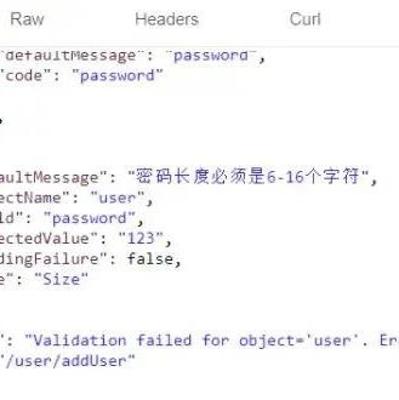 Raw Headers Curl
"defaultMessage": "password",
"code": "password"
,
aultMessage": "密码长度必须是6-16个字符",
ectName": "user",
ld": "password",
ectedValue": "123",
dingFailure": false,
e": "Size"
": "Validation failed for object='user'. Er
"/user/addUser"